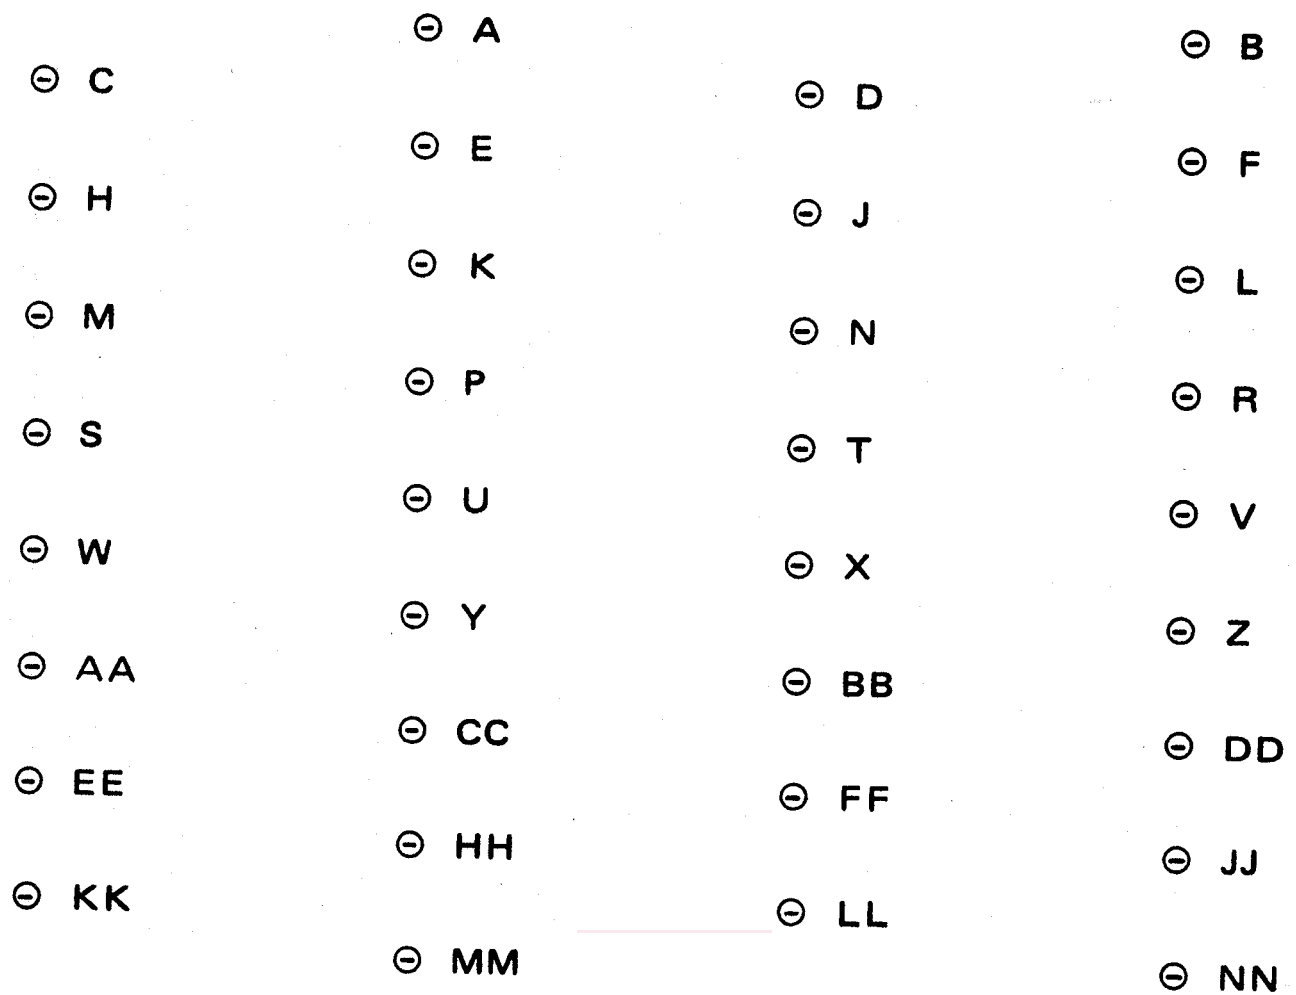 ⊖ A
⊖ B
⊖ C
⊖ D
⊖ E
⊖ F
⊖ H
⊖ J
⊖ K
⊖ L
⊖ M
⊖ N
⊖ P
⊖ R
⊖ S
⊖ T
⊖ U
⊖ V
⊖ W
⊖ X
⊖ Y
⊖ Z
⊖ AA
⊖ BB
⊖ CC
⊖ DD
⊖ EE
⊖ FF
⊖ HH
⊖ JJ
⊖ KK
⊖ LL
⊖ MM
⊖ NN